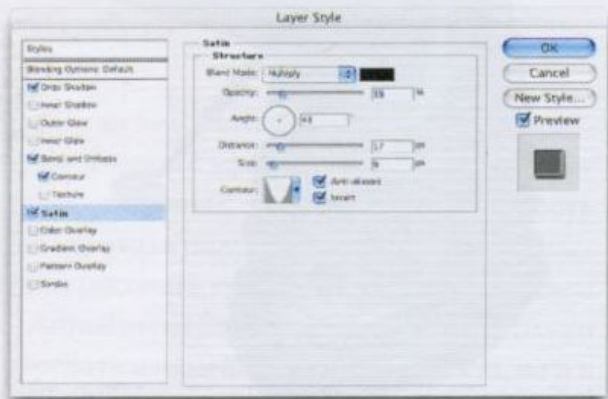 Layer Style
Styles
Blending Options: Default
Drop Shadow
Inner Shadow
Outer Glow
Inner Glow
Bevel and Emboss
Contour
Texture
Satin
Color Overlay
Gradient Overlay
Pattern Overlay
Stroke
Satin
Structure
Blend Mode: Multiply
Opacity: %
Angle:
Distance: 17 px
Size: px
Contour: Anti-aliased
Invert
OK
Cancel
New Style...
Preview